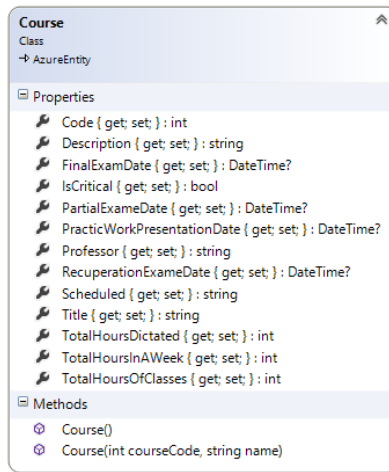 Course
Class
AzureEntity
Properties
Code { get; set; } : int
Description { get; set; } : string
FinalExamDate { get; set; } : DateTime?
IsCritical { get; set; } : bool
PartialExameDate { get; set; } : DateTime?
PracticWorkPresentationDate { get; set; } : DateTime?
Professor { get; set; } : string
RecuperationExameDate { get; set; } : DateTime?
Scheduled { get; set; } : string
Title { get; set; } : string
TotalHoursDictated { get; set; } : int
TotalHoursInAWeek { get; set; } : int
TotalHoursOfClasses { get; set; } : int
Methods
Course()
Course(int courseCode, string name)